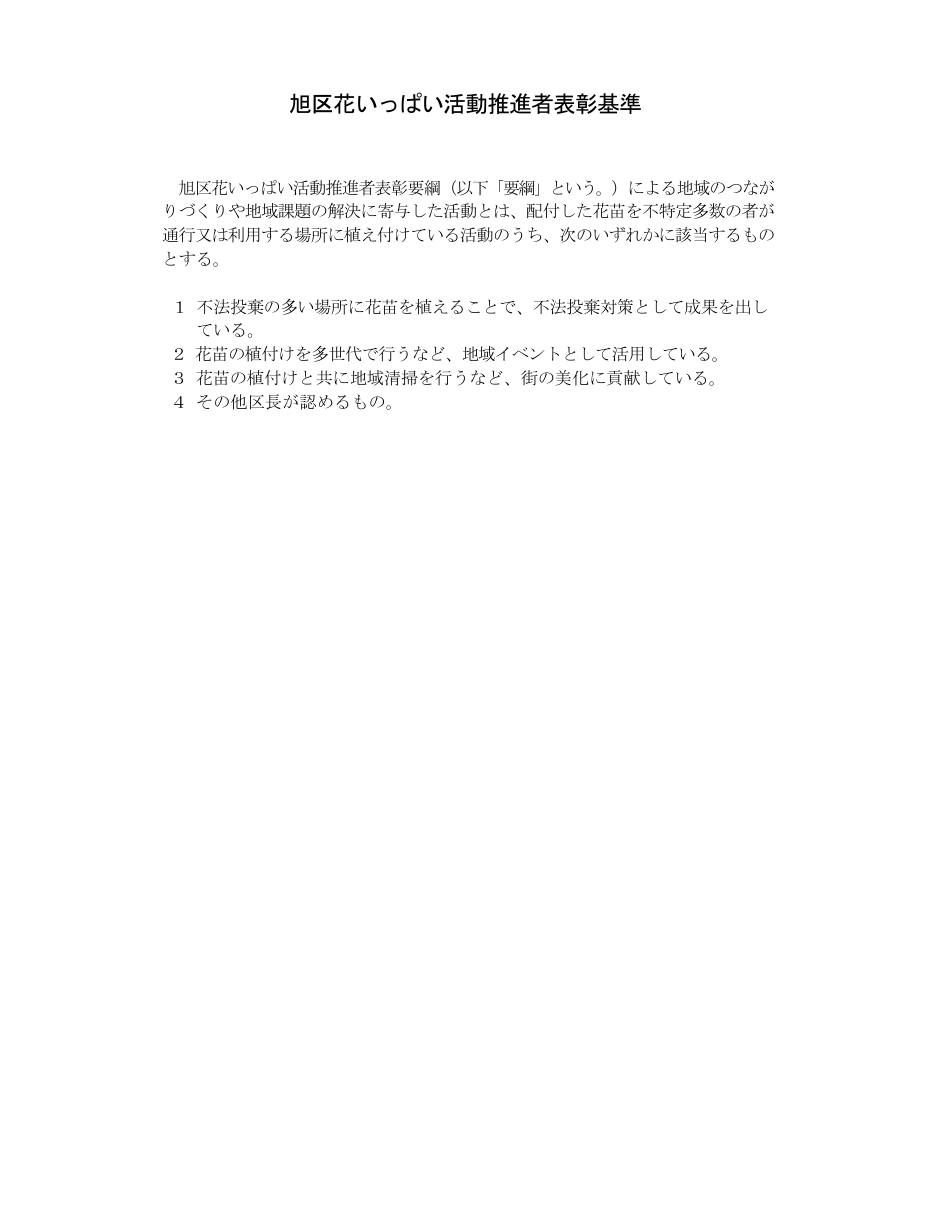 旭区花いっぱい活動推進者表彰基準
旭区花いっぱい活動推進者表彰要綱（以下「要綱」という。）による地域のつなが
りづくりや地域課題の解決に寄与した活動とは、配付した花苗を不特定多数の者が
通行又は利用する場所に植え付けている活動のうち、次のいずれかに該当するもの
とする。
１ 不法投棄の多い場所に花苗を植えることで、不法投棄対策として成果を出し
ている。
２ 花苗の植付けを多世代で行うなど、地域イベントとして活用している。
３ 花苗の植付けと共に地域清掃を行うなど、街の美化に貢献している。
４ その他区長が認めるもの。